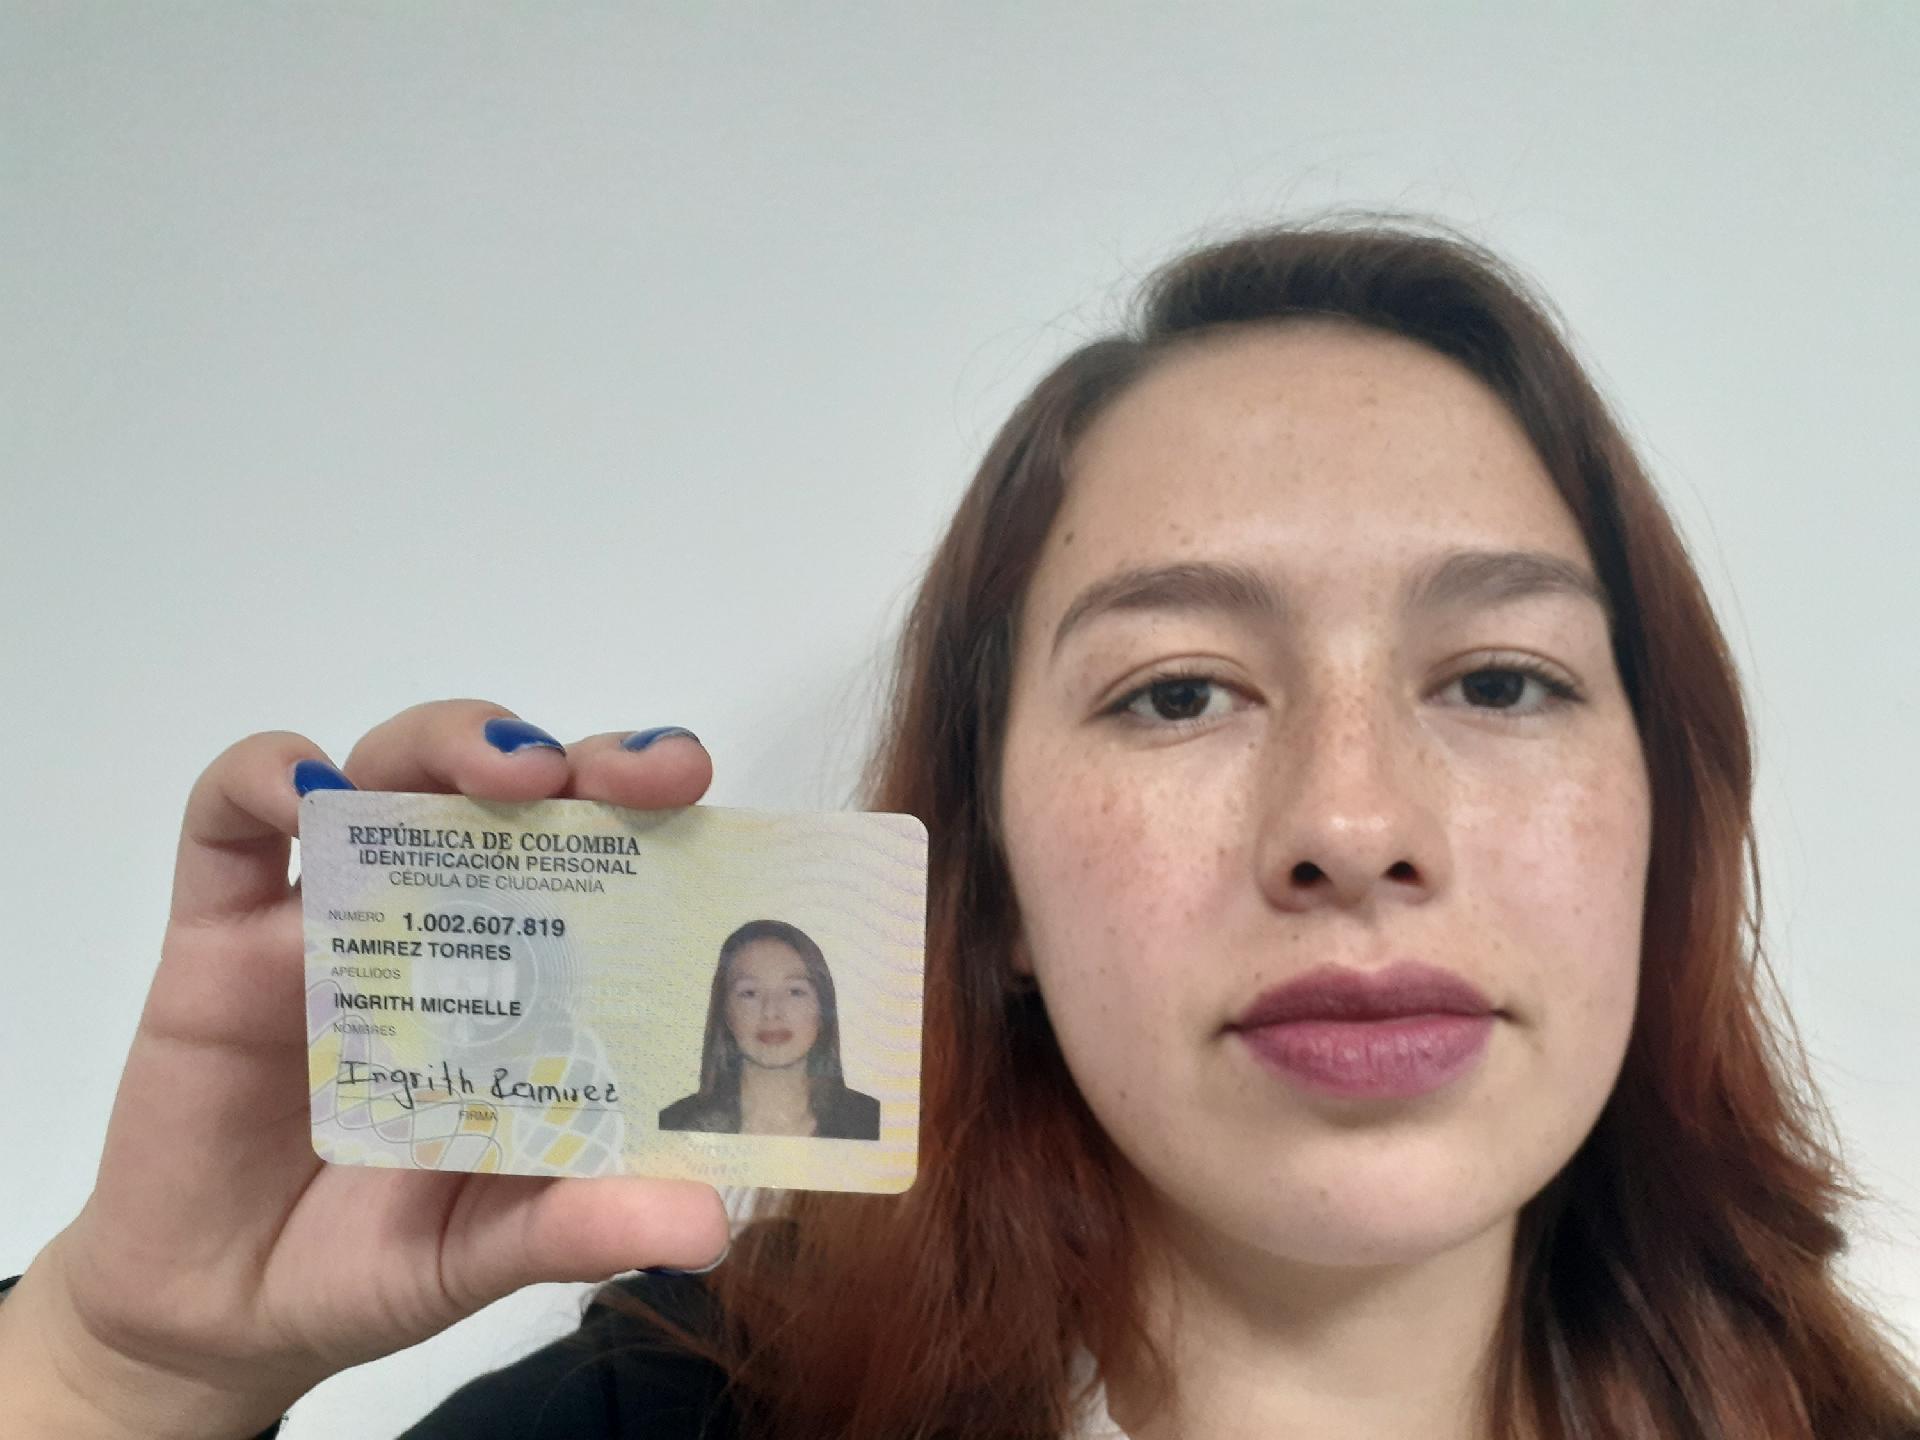 REPÚBLICA DE COLOMBIA
IDENTIFICACIÓN PERSONAL
CÉDULA DE CIUDADANÍA
NUMERO 1.002.607.819
RAMIREZ TORRES
APELLIDOS
INGRITH MICHELLE
NOMBRES
Ingrith Ramirez
FIRMA